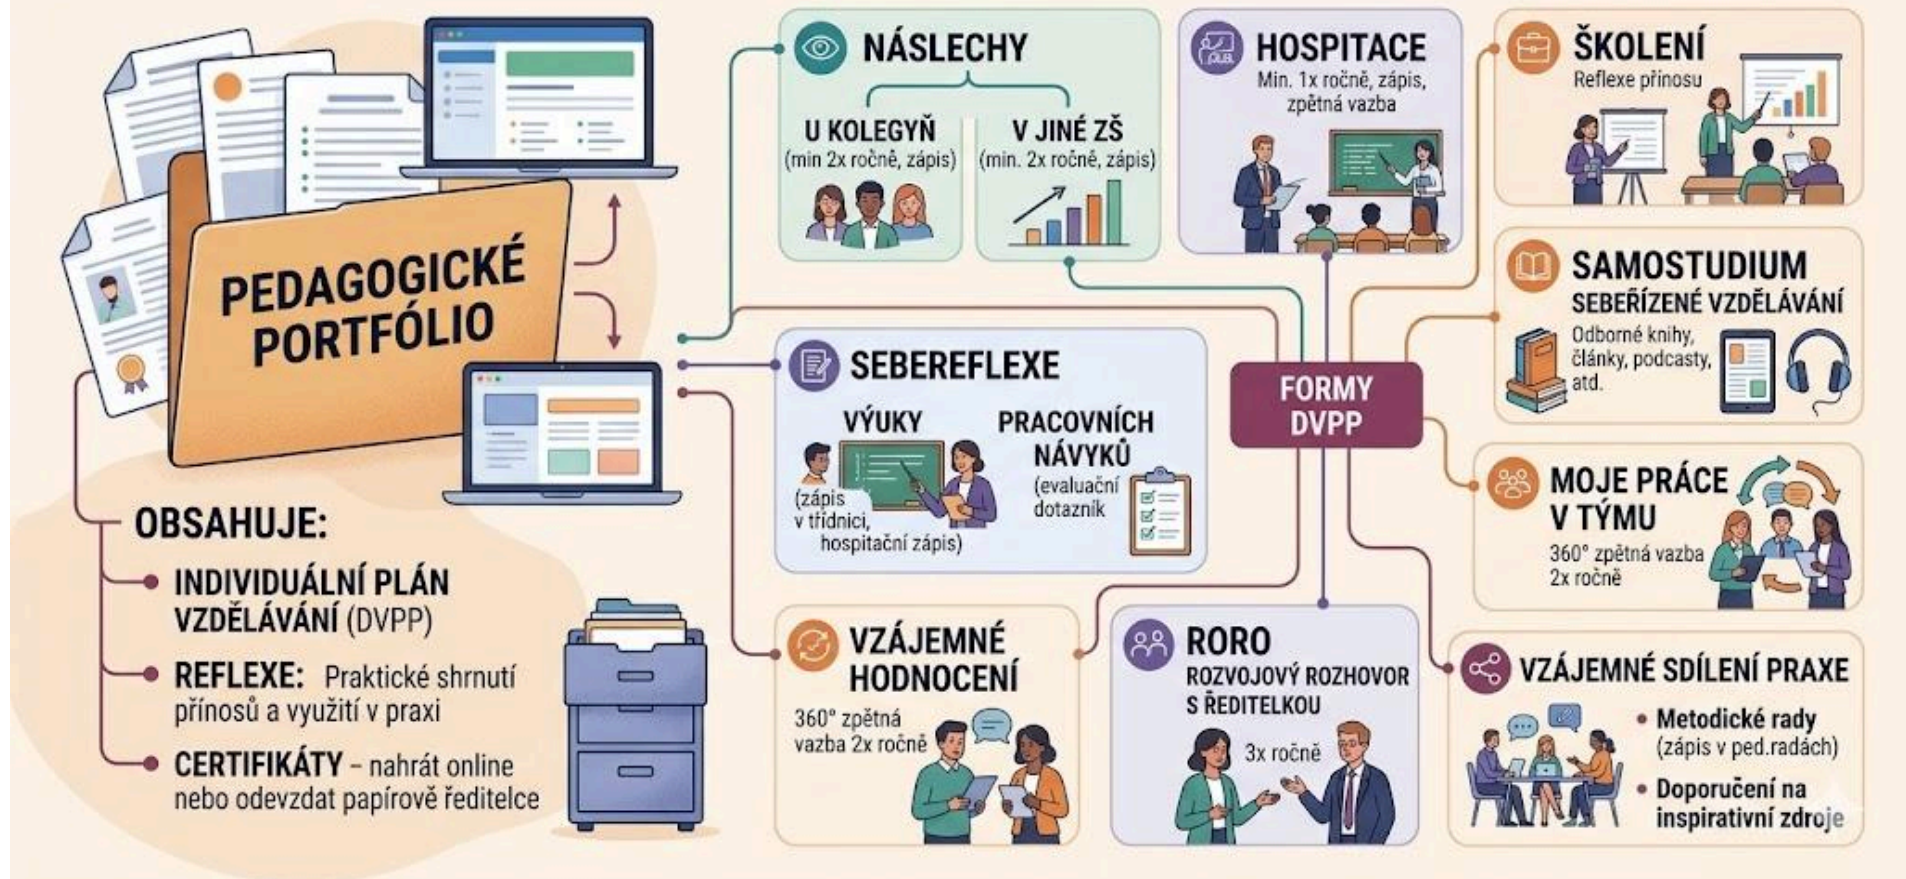 PEDAGOGICKÉ
PORTFÓLIO
OBSAHUJE:
INDIVIDUÁLNÍ PLÁN
VZDĚLÁVÁNÍ (DVPP)
REFLEXE: Praktické shrnutí
přínosů a využití v praxi
CERTIFIKÁTY – nahrát online
nebo odevzdat papírově ředitelce
NÁSLECHY
U KOLEGYŇ
(min 2x ročně, zápis)
V JINÉ ZŠ
(min. 2x ročně, zápis)
HOSPITACE
Min. 1x ročně, zápis,
zpětná vazba
ŠKOLENÍ
Reflexe přínosu
SAMOSTUDIUM
SEBEŘÍZENÉ VZDĚLÁVÁNÍ
Odborné knihy,
články, podcasty,
atd.
SEBEREFLEXE
VÝUKY
(zápis
v třídnici,
hospitační zápis)
PRACOVNÍCH
NÁVYKŮ
(evaluační
dotazník
FORMY
DVPP
MOJE PRÁCE
V TÝMU
360° zpětná vazba
2x ročně
VZÁJEMNÉ
HODNOCENÍ
360° zpětná
vazba 2x ročně
RORO
ROZVOJOVÝ ROZHOVOR
S ŘEDITELKOU
3x ročně
VZÁJEMNÉ SDÍLENÍ PRAXE
• Metodické rady
(zápis v ped.radách)
• Doporučení na
inspirativní zdroje